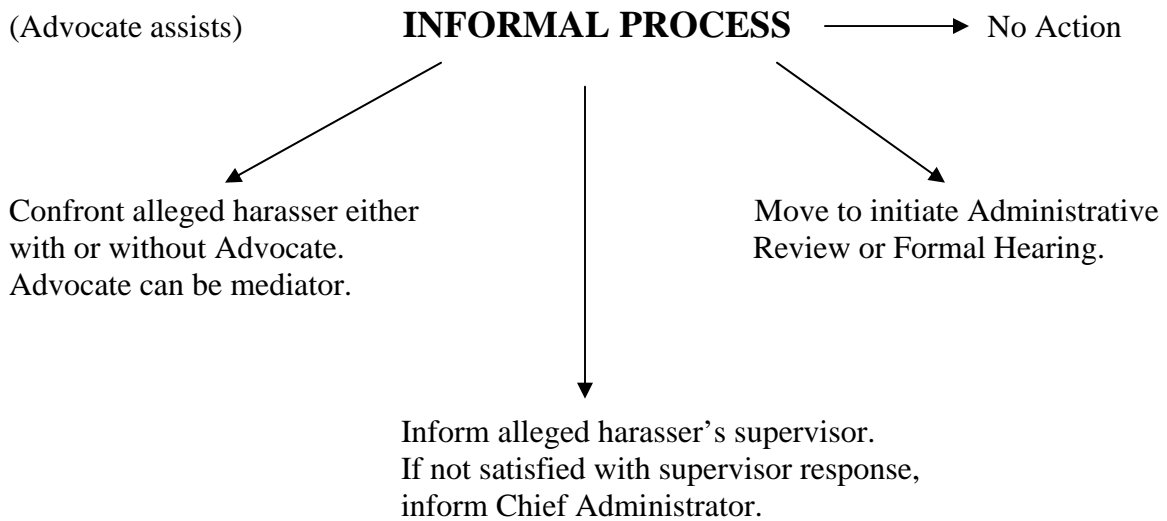 (Advocate assists) INFORMAL PROCESS No Action
Confront alleged harasser either
with or without Advocate.
Advocate can be mediator.
Move to initiate Administrative
Review or Formal Hearing.
Inform alleged harasser’s supervisor.
If not satisfied with supervisor response,
inform Chief Administrator.